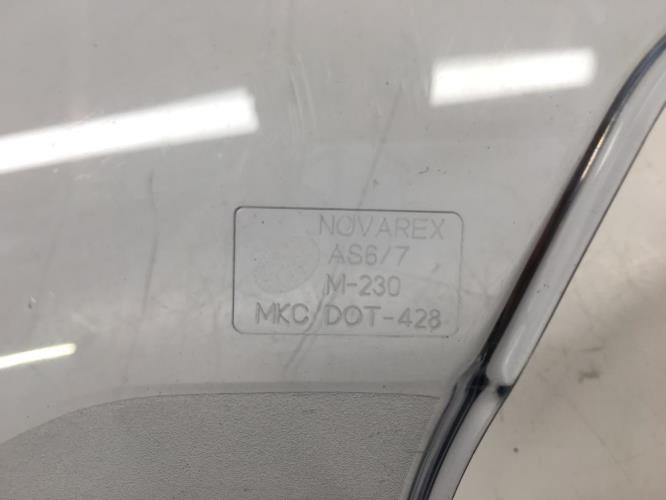 NOVAREX
AS6/7
M-230
MKC DOT-428